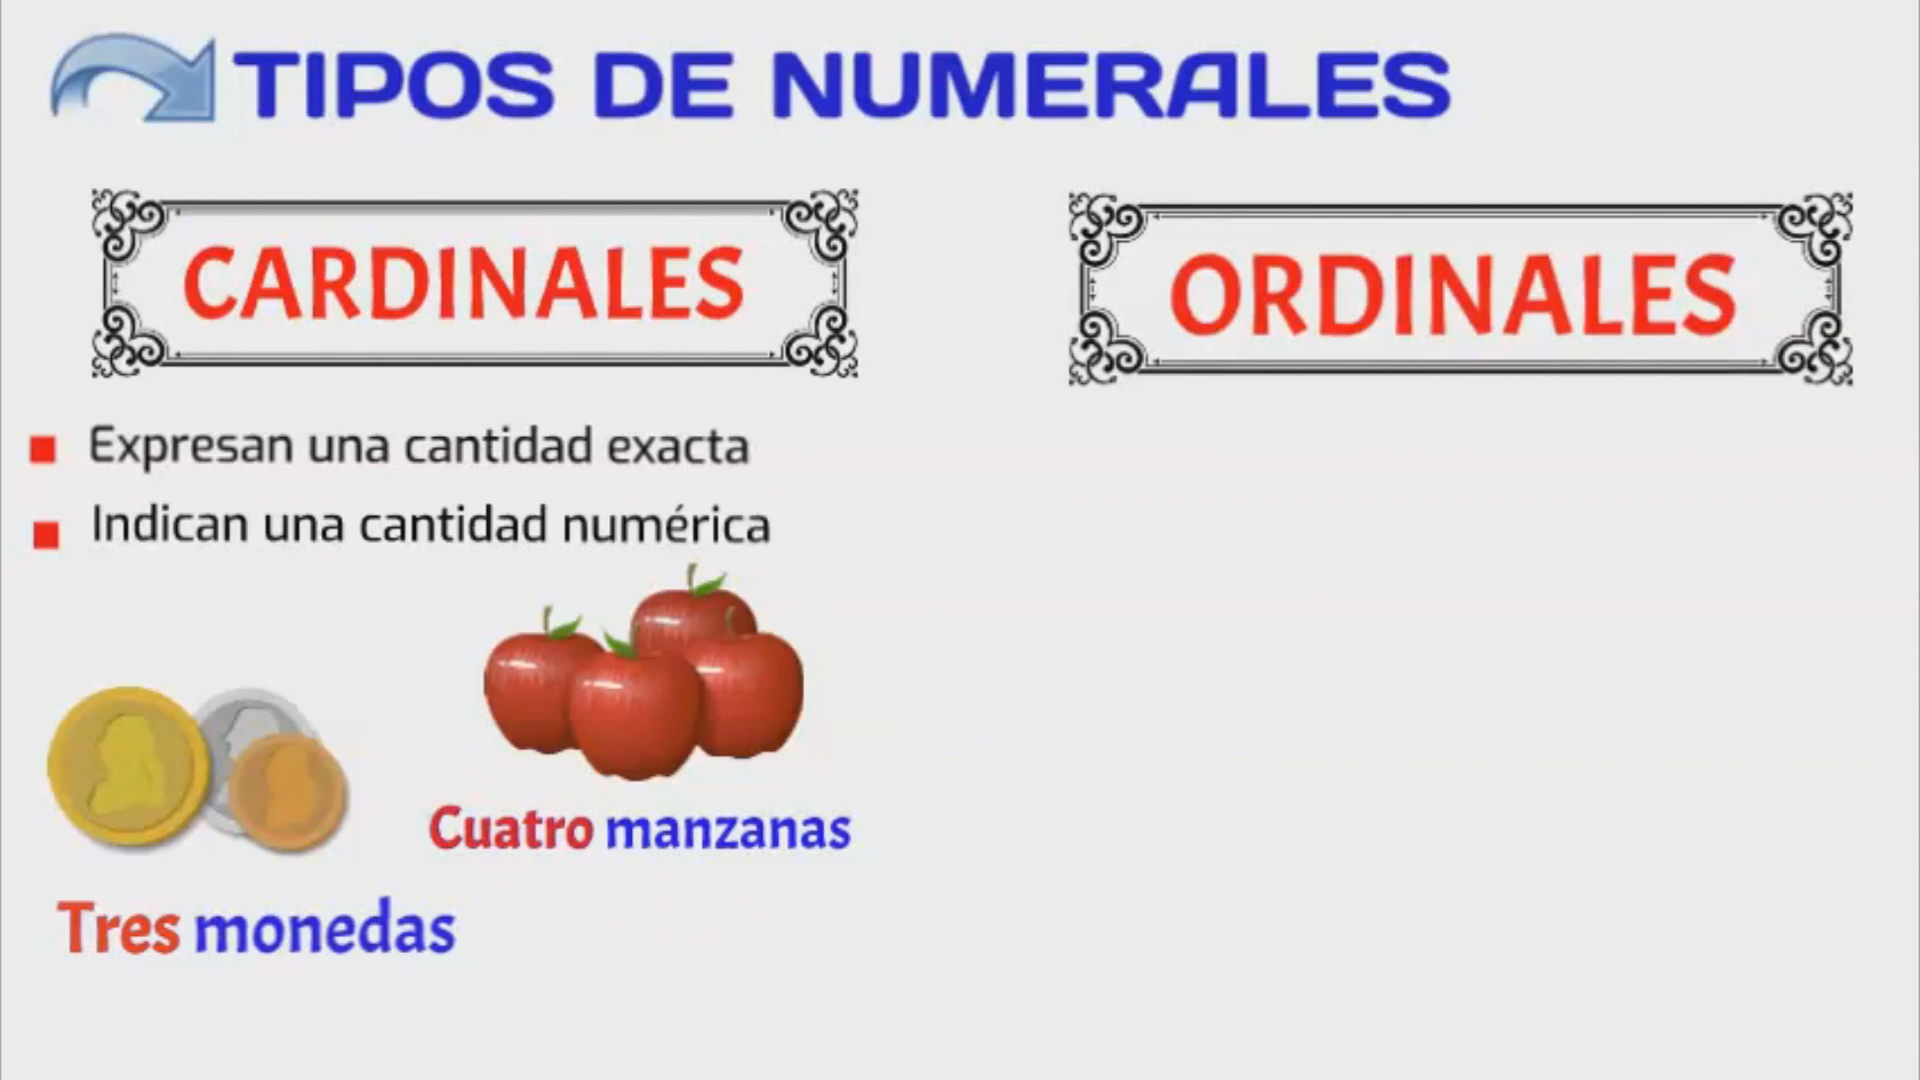 TIPOS DE NUMERALES
CARDINALES
ORDINALES
Expresan una cantidad exacta
Indican una cantidad numérica
Cuatro manzanas
Tres monedas